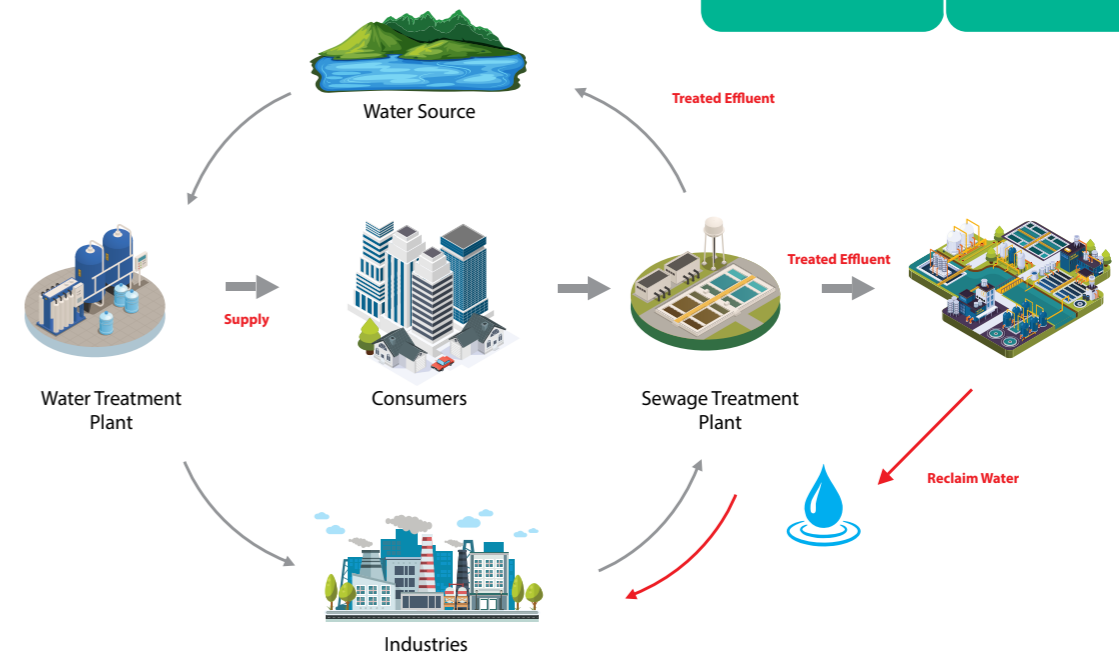 Treated Effluent
Water Source
Treated Effluent
Supply
Water Treatment
Plant
Consumers
Sewage Treatment
Plant
Reclaim Water
Industries